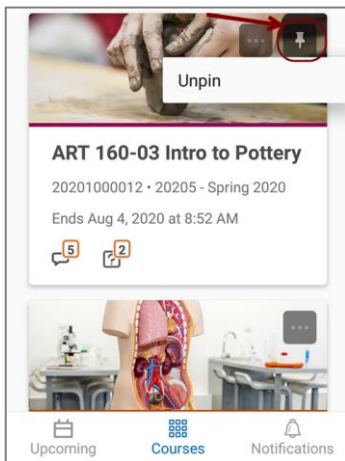 Unpin
ART 160-03 Intro to Pottery
20201000012 • 20205 - Spring 2020
Ends Aug 4, 2020 at 8:52 AM
5 2
Upcoming Courses Notifications